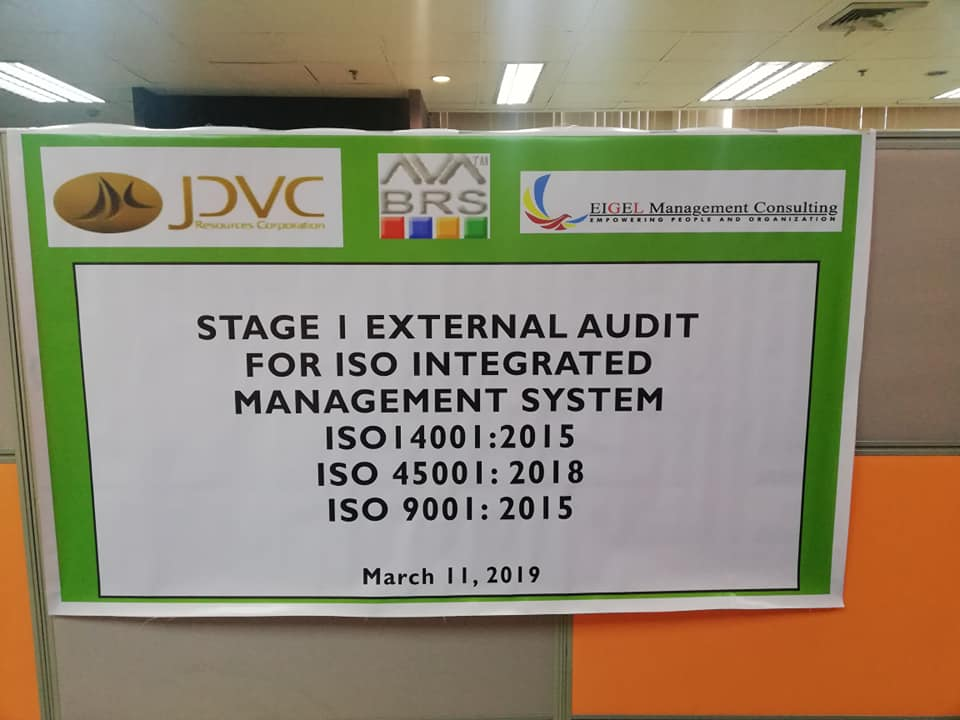 JDVC
Resources Corporation
AVA™
BRS
EIGEL Management Consulting
EMPOWERING PEOPLE AND ORGANIZATION
STAGE 1 EXTERNAL AUDIT
FOR ISO INTEGRATED
MANAGEMENT SYSTEM
ISO14001:2015
ISO 45001: 2018
ISO 9001: 2015
March 11, 2019